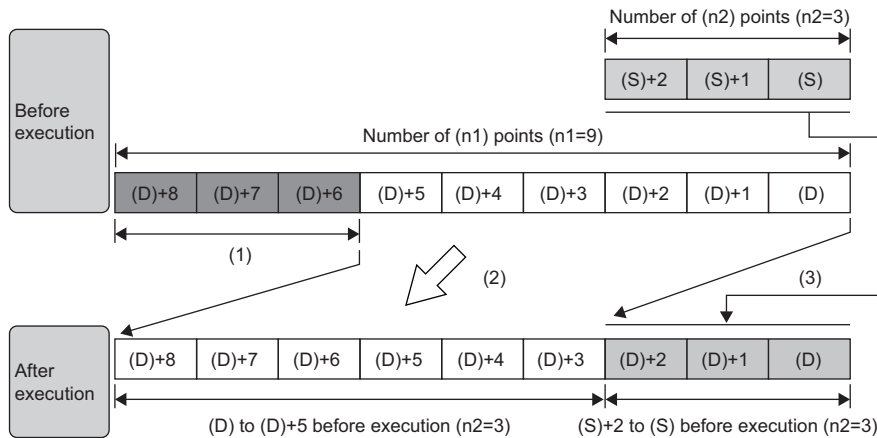 Number of (n2) points (n2=3)
(S)+2 (S)+1 (S)
Before
execution
Number of (n1) points (n1=9)
(D)+8 (D)+7 (D)+6 (D)+5 (D)+4 (D)+3 (D)+2 (D)+1 (D)
(1)
(2)
(3)
After
execution
(D)+8 (D)+7 (D)+6 (D)+5 (D)+4 (D)+3 (D)+2 (D)+1 (D)
(D) to (D)+5 before execution (n2=3)
(S)+2 to (S) before execution (n2=3)